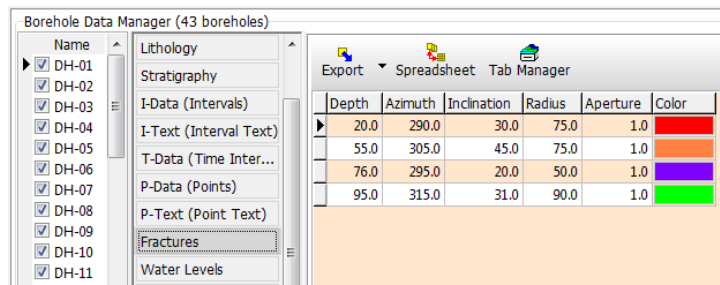 Borehole Data Manager (43 boreholes)
Name
DH-01
DH-02
DH-03
DH-04
DH-05
DH-06
DH-07
DH-08
DH-09
DH-10
DH-11
Lithology
Stratigraphy
I-Data (Intervals)
I-Text (Interval Text)
T-Data (Time Inter...
P-Data (Points)
P-Text (Point Text)
Fractures
Water Levels
Export Spreadsheet Tab Manager
Depth Azimuth Inclination Radius Aperture Color
20.0 290.0 30.0 75.0 1.0
55.0 305.0 45.0 75.0 1.0
76.0 295.0 20.0 50.0 1.0
95.0 315.0 31.0 90.0 1.0